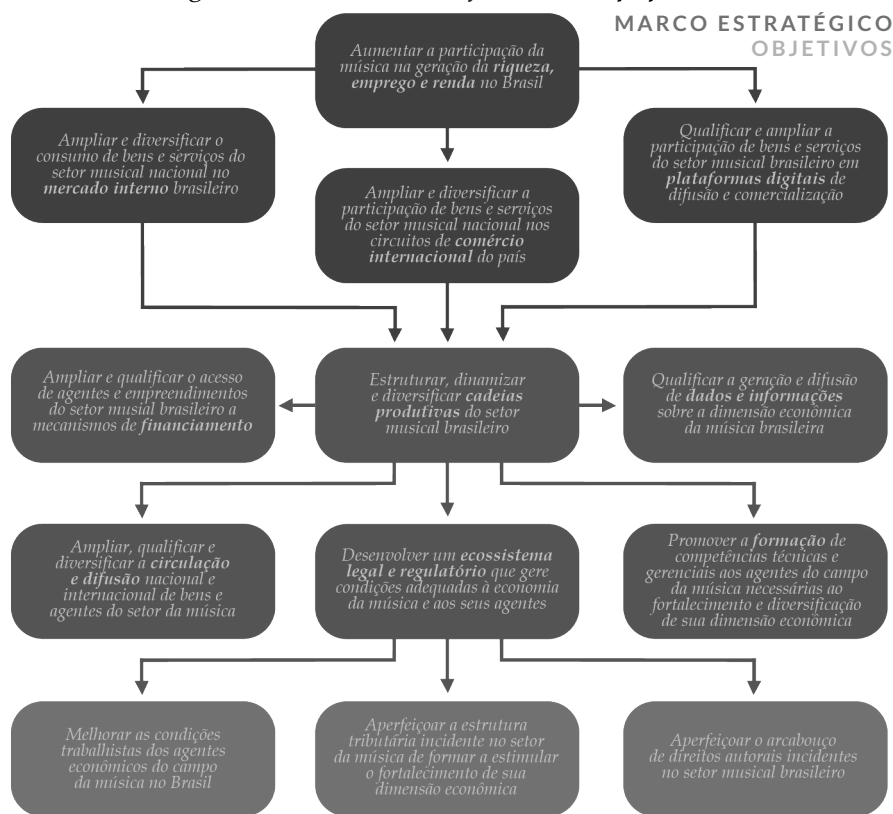 MARCO ESTRATÉGICO
OBJETIVOS
Aumentar a participação da
música na geração da riqueza,
emprego e renda no Brasil
Ampliar e diversificar o
consumo de bens e serviços do
setor musical nacional no
mercado interno brasileiro
Ampliar e diversificar a
participação de bens e serviços
do setor musical nacional nos
circuitos de comércio
internacional do país
Qualificar e ampliar a
participação de bens e serviços
do setor musical brasileiro em
plataformas digitais de
difusão e comercialização
Ampliar e qualificar o acesso
de agentes e empreendimentos
do setor musial brasileiro a
mecanismos de financiamento
Estruturar, dinamizar
e diversificar cadeias
produtivas do setor
musical brasileiro
Qualificar a geração e difusão
de dados e informações
sobre a dimensão econômica
da música brasileira
Ampliar, qualificar e
diversificar a circulação
e difusão nacional e
internacional de bens e
agentes do setor da música
Desenvolver um ecossistema
legal e regulatório que gere
condições adequadas à economia
da música e aos seus agentes
Promover a formação de
competências técnicas e
gerenciais aos agentes do campo
da música necessárias ao
fortalecimento e diversificação
de sua dimensão econômica
Melhorar as condições
trabalhistas dos agentes
econômicos do campo
da música no Brasil
Aperfeiçoar a estrutura
tributária incidente no setor
da música de formar a estimular
o fortalecimento de sua
dimensão econômica
Aperfeiçoar o arcabouço
de direitos autorais incidentes
no setor musical brasileiro